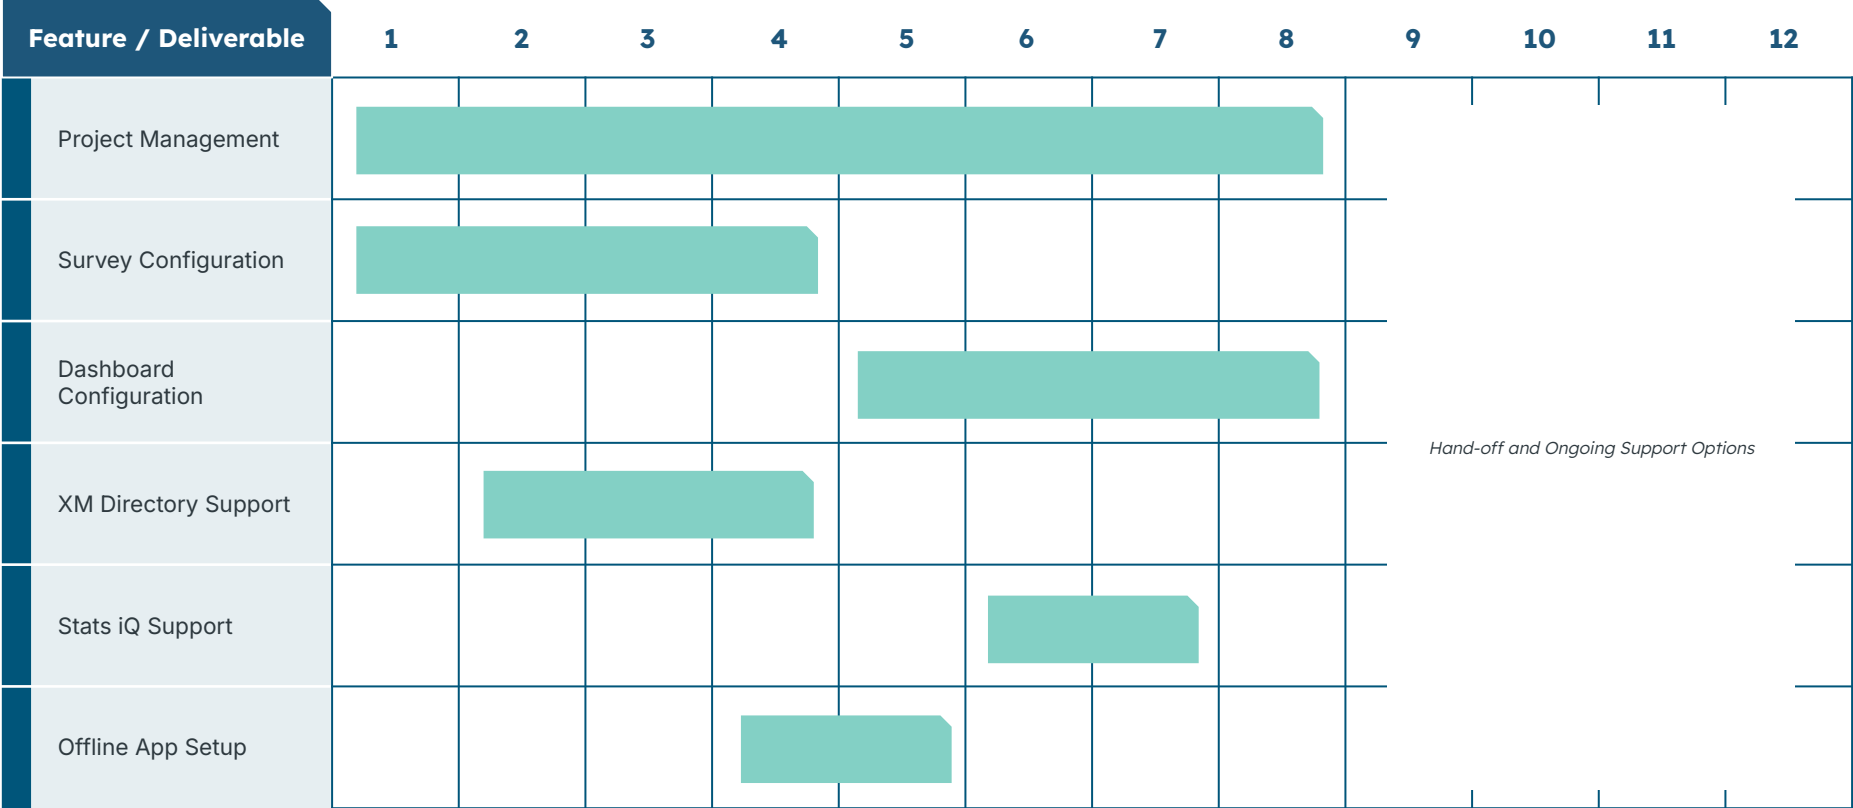 Feature / Deliverable 1 2 3 4 5 6 7 8 9 10 11 12
Project Management
Survey Configuration
Dashboard
Configuration
Hand-off and Ongoing Support Options
XM Directory Support
Stats iQ Support
Offline App Setup